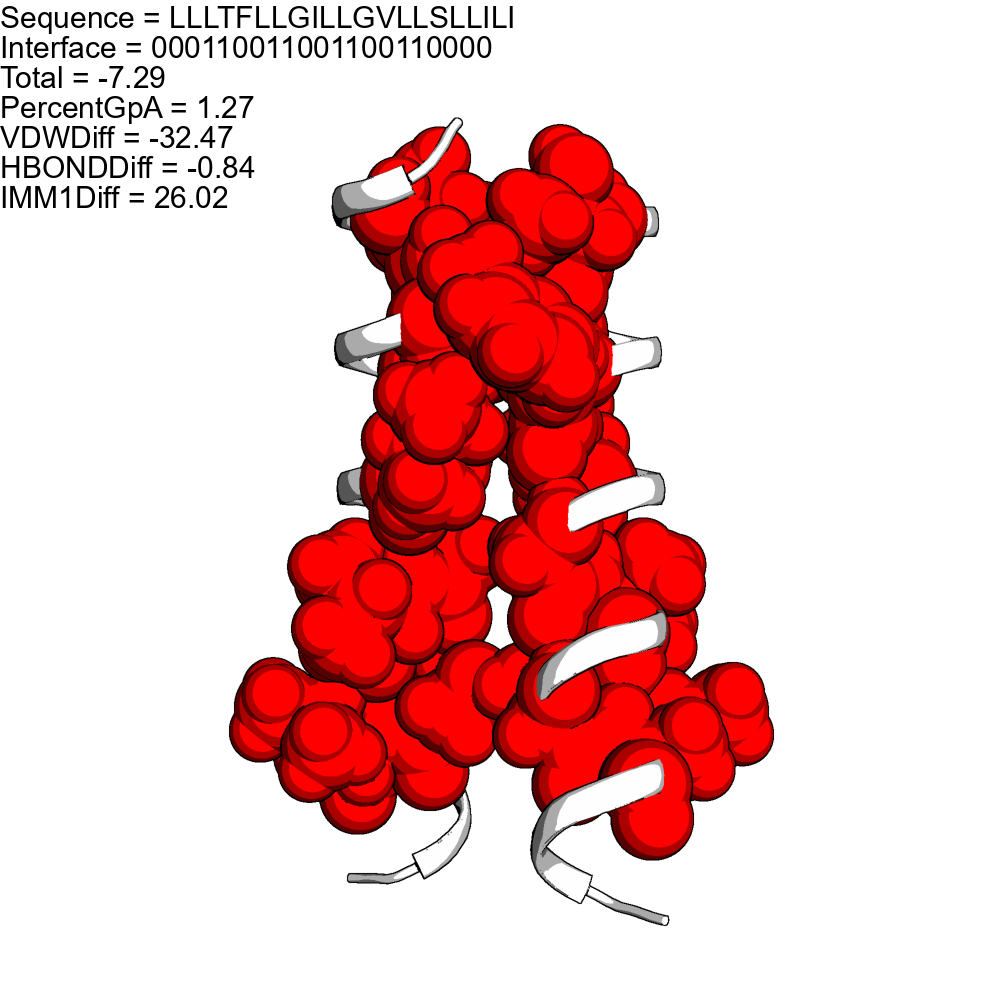 Sequence = LLLTFLLGILLGVLLSLLILI
Interface = 000110011001100110000
Total = -7.29
PercentGpA = 1.27
VDWDiff = -32.47
HBONDDiff = -0.84
IMM1Diff = 26.02